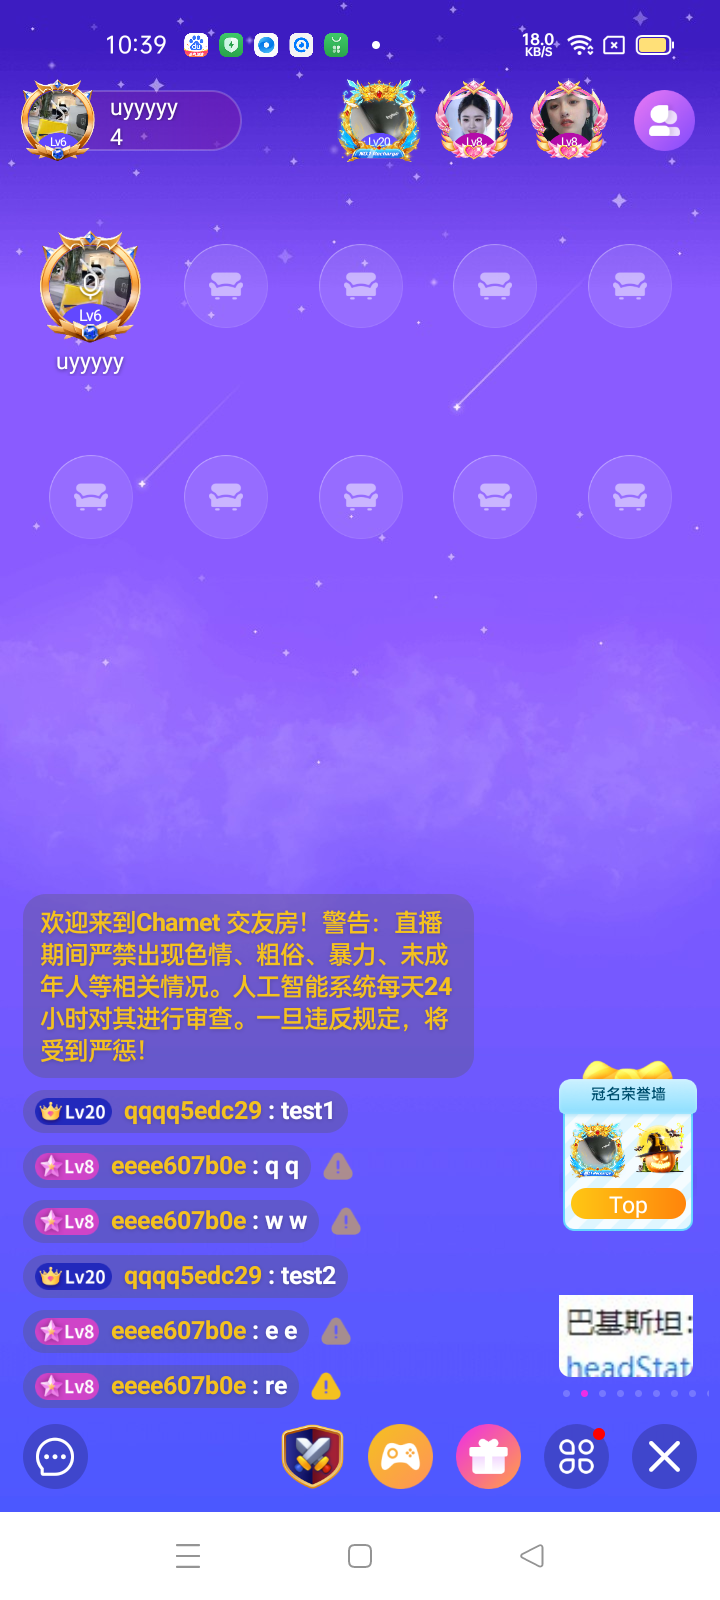 10:39
18.0
KB/S
uyyyyy
4
Lv6
Lv20
NO.1 Recharge
Lv8
Lv8
Lv6
uyyyyy
欢迎来到Chamet 交友房！警告：直播
期间严禁出现色情、粗俗、暴力、未成
年人等相关情况。人工智能系统每天24
小时对其进行审查。一旦违反规定，将
受到严惩！
Lv20 qqqq5edc29 : test1
Lv8 eeee607b0e : q q
Lv8 eeee607b0e : w w
Lv20 qqqq5edc29 : test2
Lv8 eeee607b0e : e e
Lv8 eeee607b0e : re
冠名荣誉墙
Top
巴基斯坦：
headStat